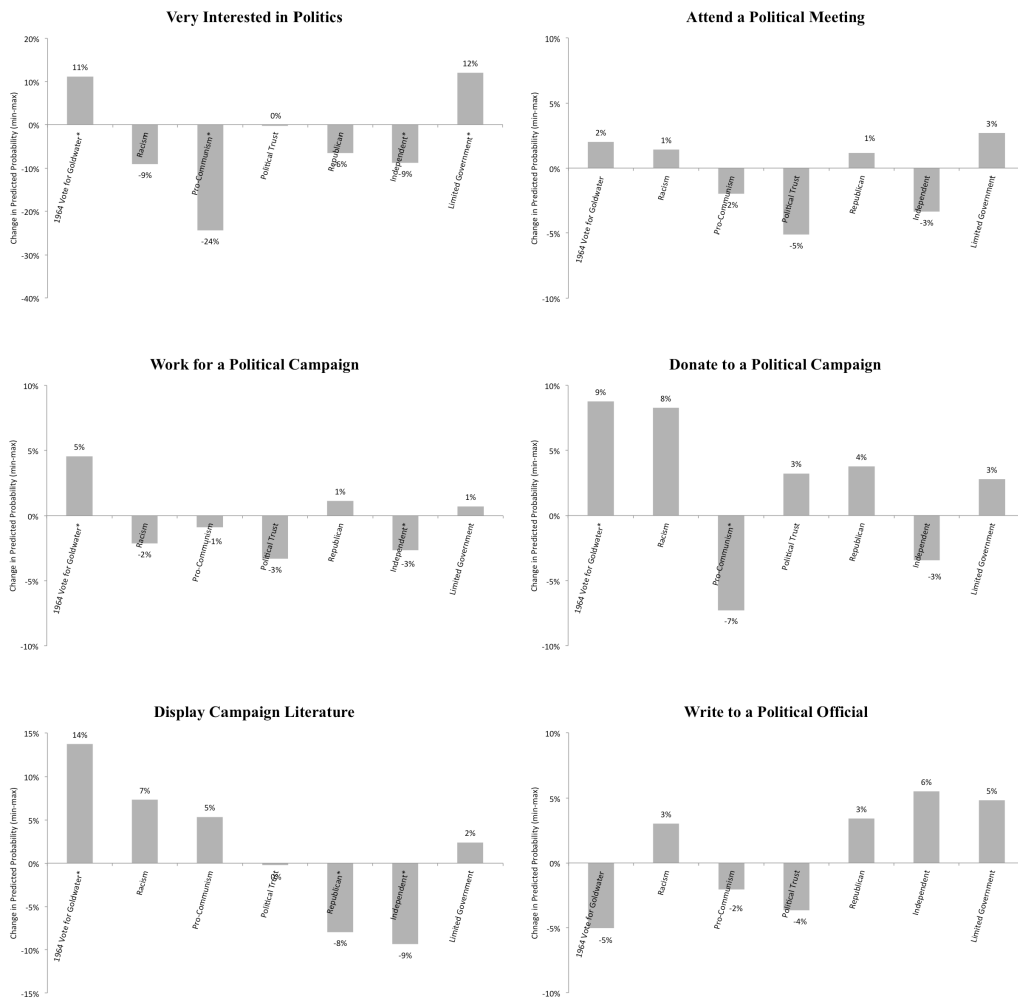 Very Interested in Politics
Change in Predicted Probability (min-max)
20%
10%
0%
-10%
-20%
-30%
-40%
11%
-9%
-24%
0%
-6%
-9%
12%
1964 Vote for Goldwater*
Racism
Pro-Communism*
Political Trust
Republican
Independent*
Limited Government*
Attend a Political Meeting
Change in Predicted Probability (min-max)
10%
5%
0%
-5%
-10%
2%
1%
-2%
-5%
1%
-3%
3%
1964 Vote for Goldwater
Racism
Pro-Communism
Political Trust
Republican
Independent
Limited Government
Work for a Political Campaign
Change in Predicted Probability (min-max)
10%
5%
0%
-5%
-10%
5%
-2%
-1%
-3%
1%
-3%
1%
1964 Vote for Goldwater*
Racism
Pro-Communism
Political Trust
Republican
Independent*
Limited Government
Donate to a Political Campaign
Change in Predicted Probability (min-max)
10%
5%
0%
-5%
-10%
9%
8%
-7%
3%
4%
-3%
3%
1964 Vote for Goldwater*
Racism
Pro-Communism*
Political Trust
Republican
Independent
Limited Government
Display Campaign Literature
Change in Predicted Probability (min-max)
15%
10%
5%
0%
-5%
-10%
-15%
14%
7%
5%
0%
-8%
-9%
2%
1964 Vote for Goldwater*
Racism
Pro-Communism
Political Trust
Republican*
Independent*
Limited Government
Write to a Political Official
Chnage in Predicted Probability (min-max)
10%
5%
0%
-5%
-10%
-5%
3%
-2%
-4%
3%
6%
5%
1964 Vote for Goldwater
Racism
Pro-Communism
Political Trust
Republican
Independent
Limited Government